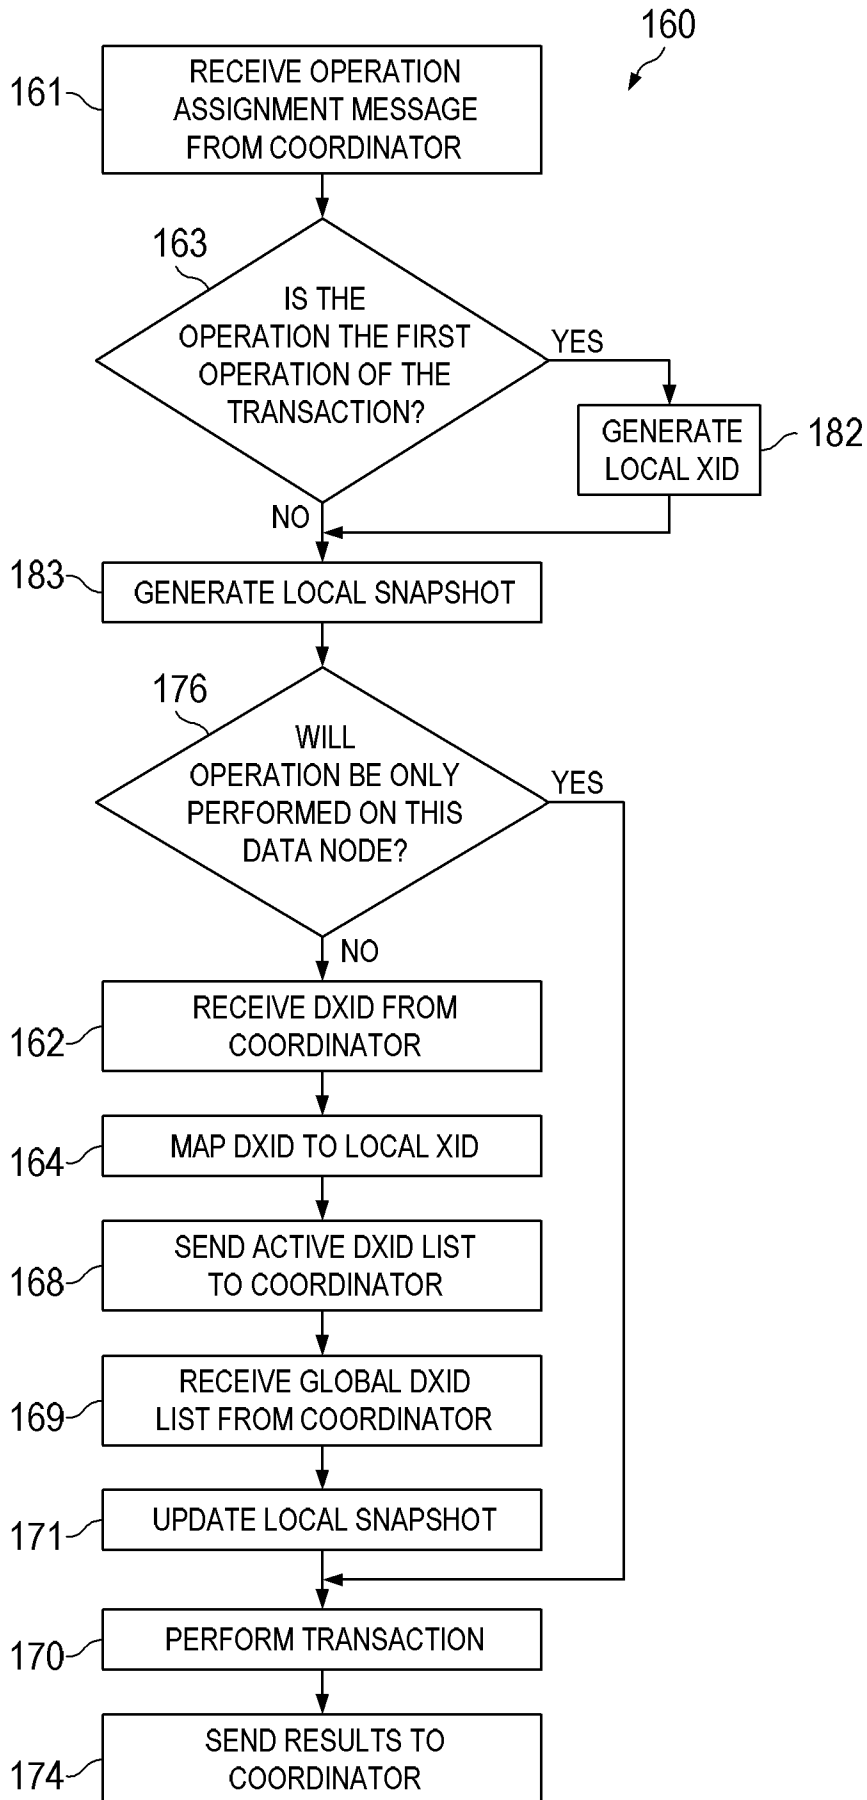 160
161
RECEIVE OPERATION
ASSIGNMENT MESSAGE
FROM COORDINATOR
163
IS THE
OPERATION THE FIRST
OPERATION OF THE
TRANSACTION?
YES
GENERATE
LOCAL XID
182
NO
183
GENERATE LOCAL SNAPSHOT
176
WILL
OPERATION BE ONLY
PERFORMED ON THIS
DATA NODE?
YES
NO
162
RECEIVE DXID FROM
COORDINATOR
164
MAP DXID TO LOCAL XID
168
SEND ACTIVE DXID LIST
TO COORDINATOR
169
RECEIVE GLOBAL DXID
LIST FROM COORDINATOR
171
UPDATE LOCAL SNAPSHOT
170
PERFORM TRANSACTION
174
SEND RESULTS TO
COORDINATOR